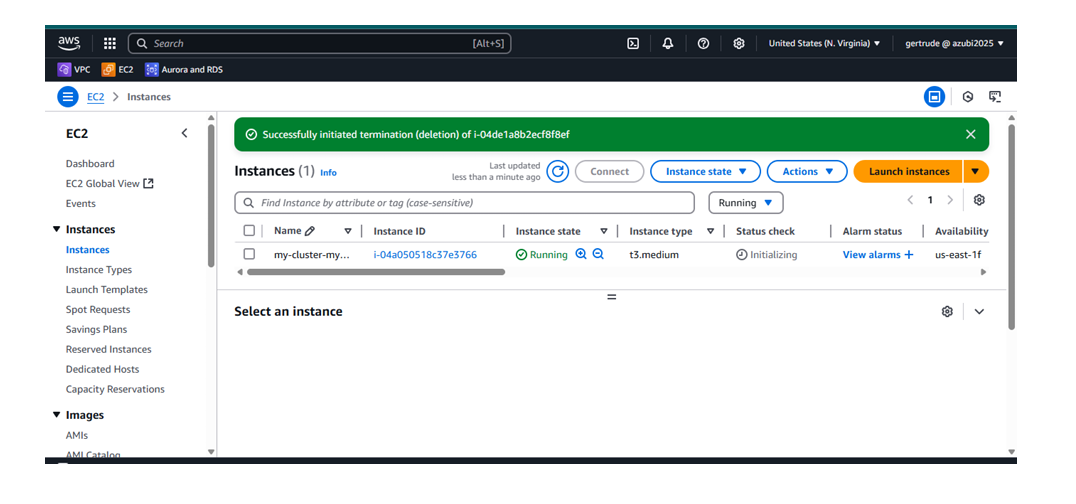 aws Search [Alt+S] United States (N. Virginia) ▼ gertrude @ azubi2025 ▼
VPC EC2 Aurora and RDS
EC2 > Instances
EC2
Dashboard
EC2 Global View
Events
Instances
Instances
Instance Types
Launch Templates
Spot Requests
Savings Plans
Reserved Instances
Dedicated Hosts
Capacity Reservations
Images
AMIs
AMI Catalog
Successfully initiated termination (deletion) of i-04de1a8b2ecf8f8ef
Instances (1) Info
Last updated
less than a minute ago
Connect Instance state ▼ Actions ▼ Launch instances ▼
Find Instance by attribute or tag (case-sensitive) Running ▼ < 1 >
Name Instance ID Instance state Instance type Status check Alarm status Availability
my-cluster-my... i-04a050518c37e3766 Running t3.medium Initializing View alarms + us-east-1f
Select an instance